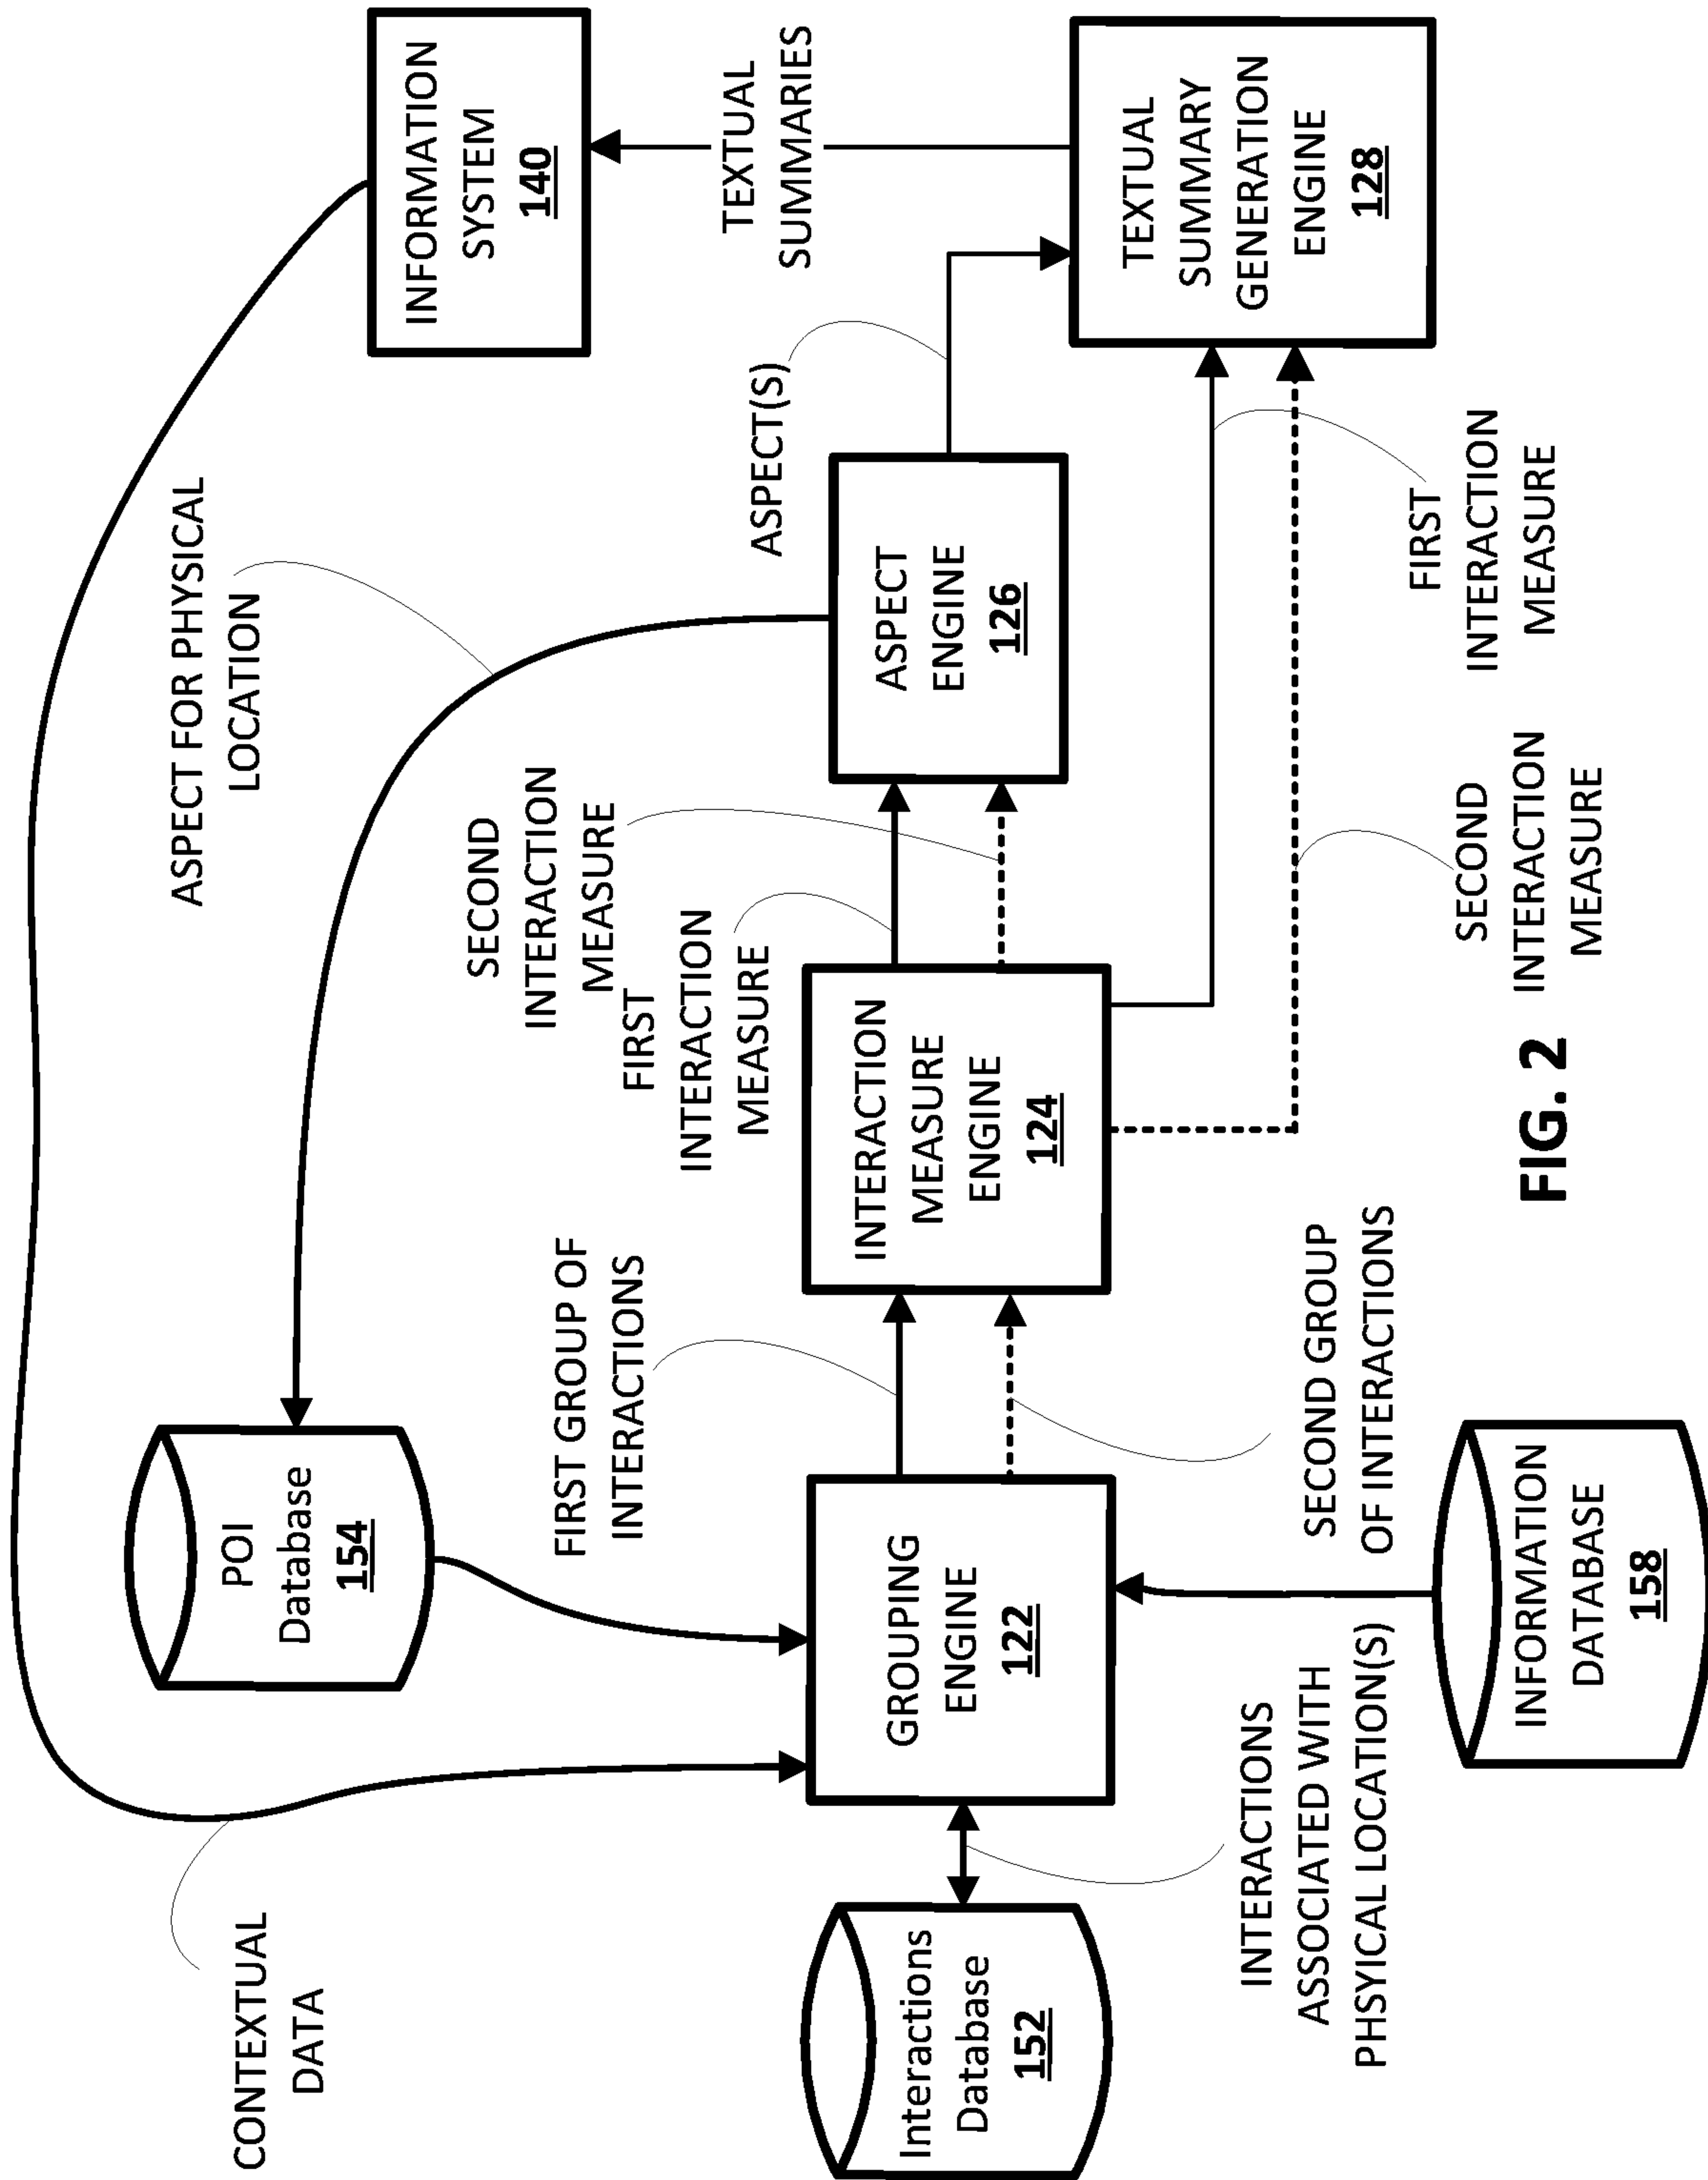 CONTEXTUAL
DATA
ASPECT FOR PHYSICAL
LOCATION
INFORMATION
SYSTEM
140
POI
Database
154
TEXTUAL
SUMMARIES
SECOND
INTERACTION
MEASURE
FIRST
INTERACTION
MEASURE
ASPECT(S)
FIRST GROUP OF
INTERACTIONS
Interactions
Database
152
GROUPING
ENGINE
122
INTERACTION
MEASURE
ENGINE
124
ASPECT
ENGINE
126
TEXTUAL
SUMMARY
GENERATION
ENGINE
128
INTERACTIONS
ASSOCIATED WITH
PHSYICAL LOCATION(S)
SECOND GROUP
OF INTERACTIONS
FIRST
INTERACTION
MEASURE
SECOND
INTERACTION
MEASURE
INFORMATION
DATABASE
158
FIG. 2